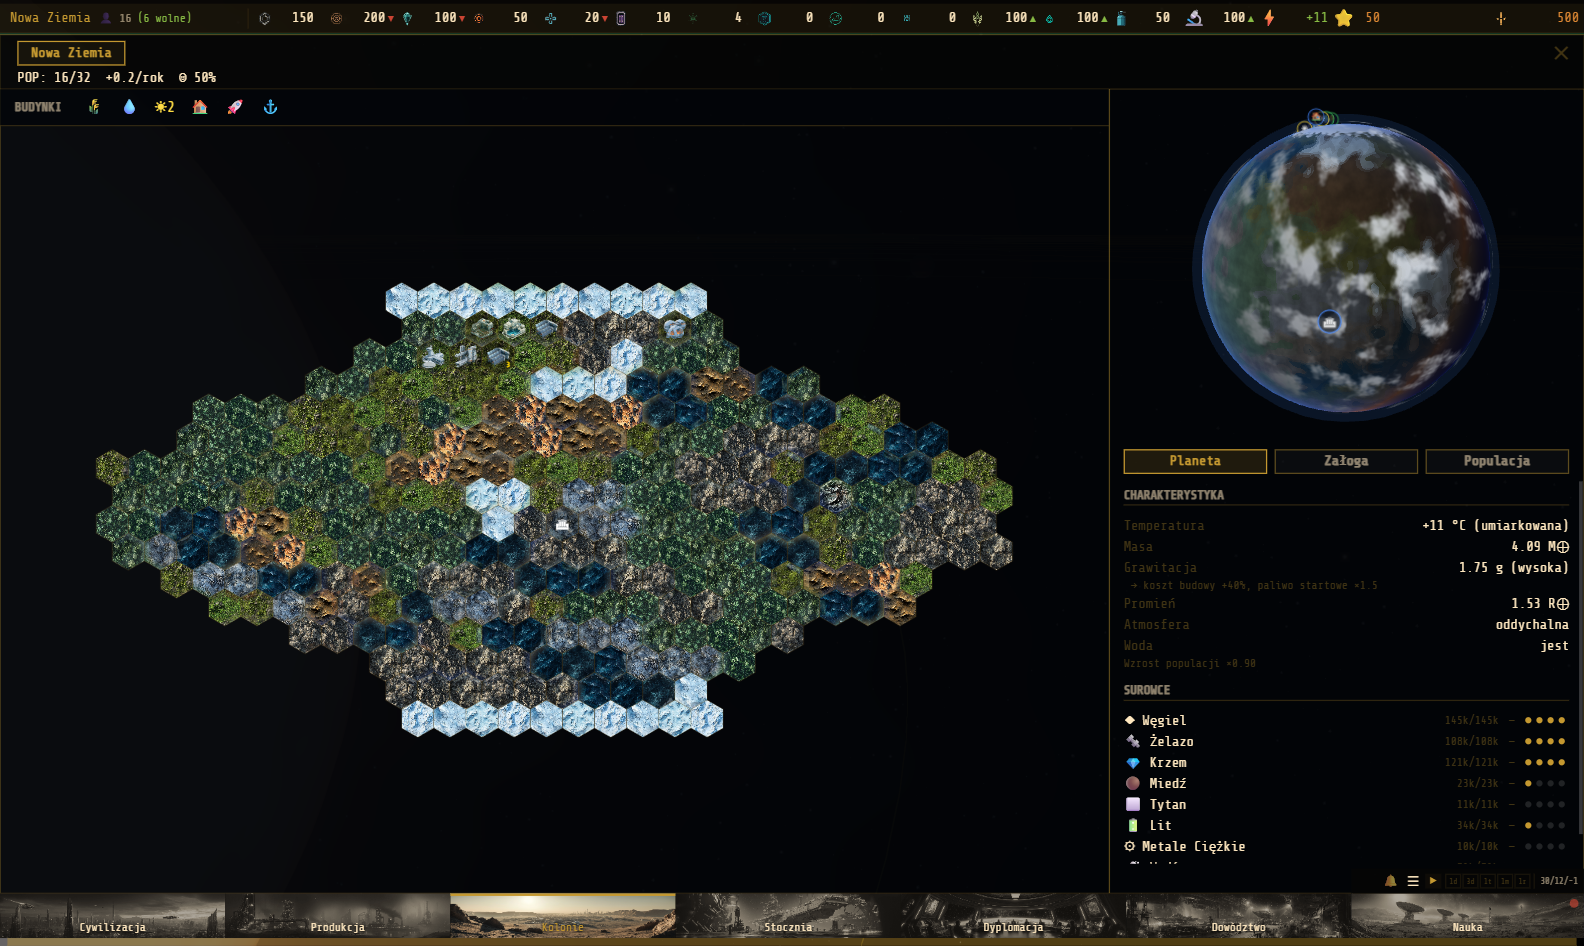 Nowa Ziemia 16 (6 wolne) 150 200▼ 100▼ 50 20▼ 10 4 0 0 0 100▲ 100▲ 50 100▲ +11 50 500
Nowa Ziemia
POP: 16/32 +0.2/rok 50%
BUDYNKI 2
3
Planeta Załoga Populacja
CHARAKTERYSTYKA
Temperatura +11 °C (umiarkowana)
Masa 4.09 M⊕
Grawitacja 1.75 g (wysoka)
→ koszt budowy +40%, paliwo startowe ×1.5
Promień 1.53 R⊕
Atmosfera oddychalna
Woda jest
Wzrost populacji ×0.90
SUROWCE
Węgiel 145k/145k —
Żelazo 108k/108k —
Krzem 121k/121k —
Miedź 23k/23k —
Tytan 11k/11k —
Lit 34k/34k —
Metale Ciężkie 10k/10k —
30/12/-1
Cywilizacja Produkcja Kolonie Stocznia Dyplomacja Dowództwo Nauka